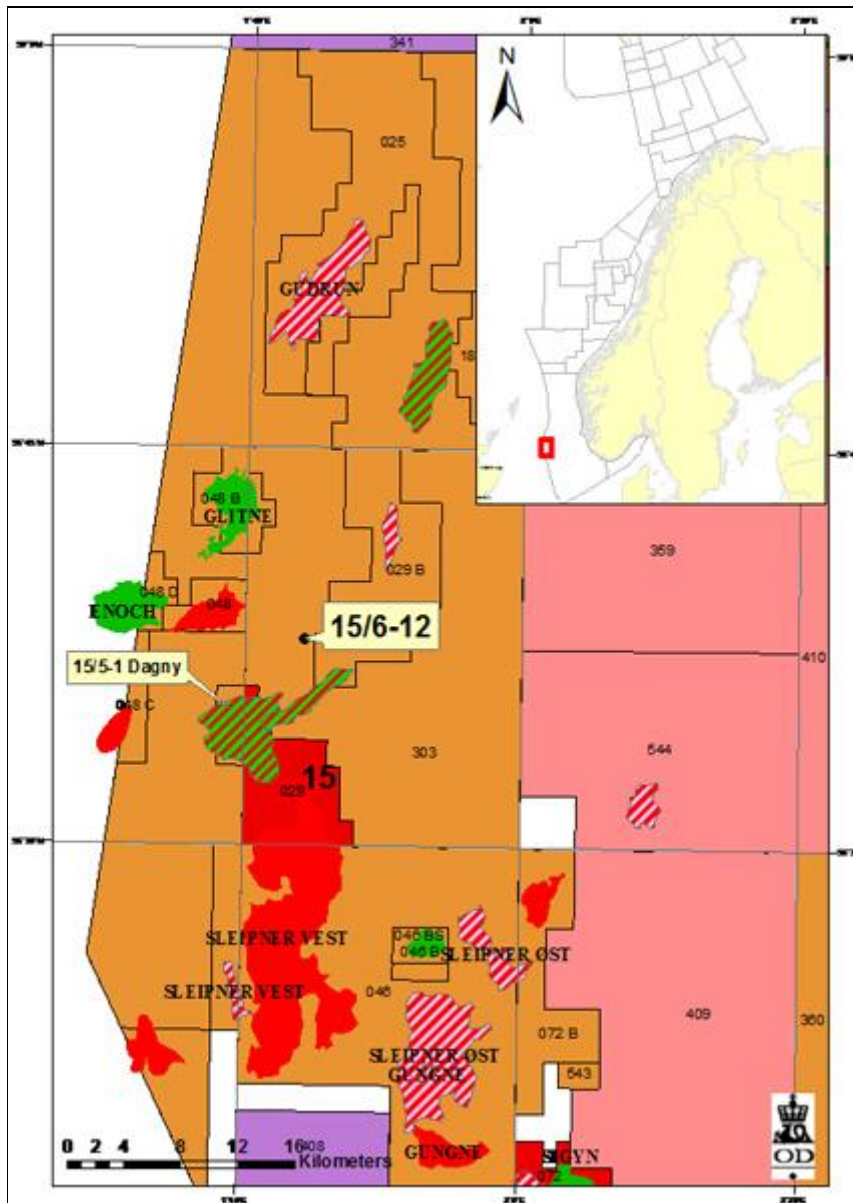 341
N
025
GUDRUN
18
048 B
GLITNE
029 B
359
048 D
ENOCH
048
15/6-12
15/5-1 Dagny
410
048 C
303
544
15
029
046 BS
046 B
SLEIPNER VEST
SLEIPNER ØST
SLEIPNER VEST
046
409
360
072 B
SLEIPNER ØST
GUNGNE
543
0 2 4 8 12 16
408
Kilometers
GUNGNE
SIGYN
072
OD